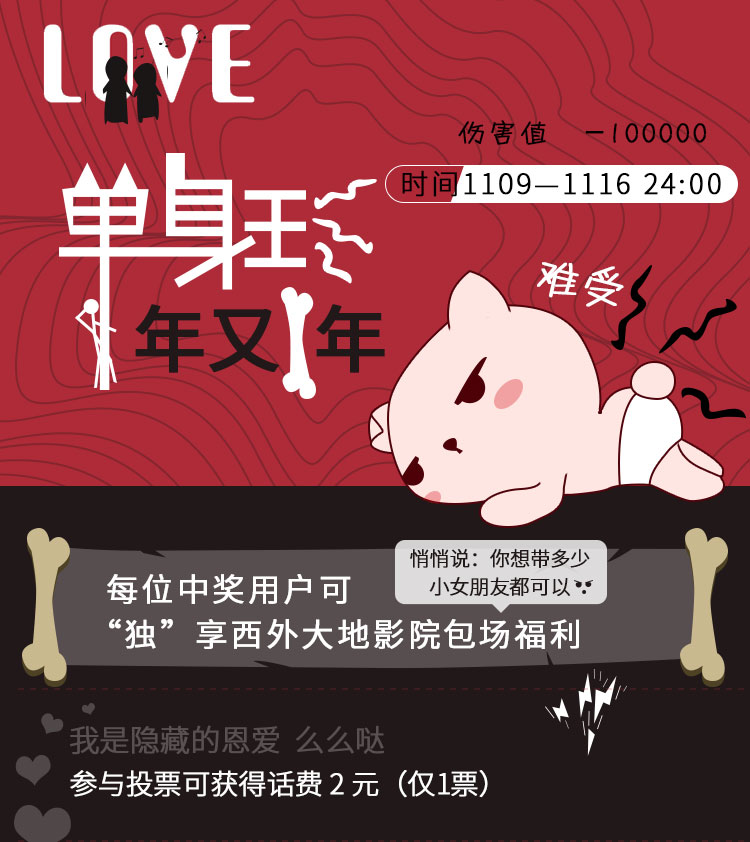 LOVE
伤害值 -100000
时间1109—1116 24:00
单身王
难受
年又1年
悄悄说：你想带多少
小女朋友都可以
每位中奖用户可
“独”享西外大地影院包场福利
我是隐藏的恩爱 么么哒
参与投票可获得话费 2 元（仅1票）